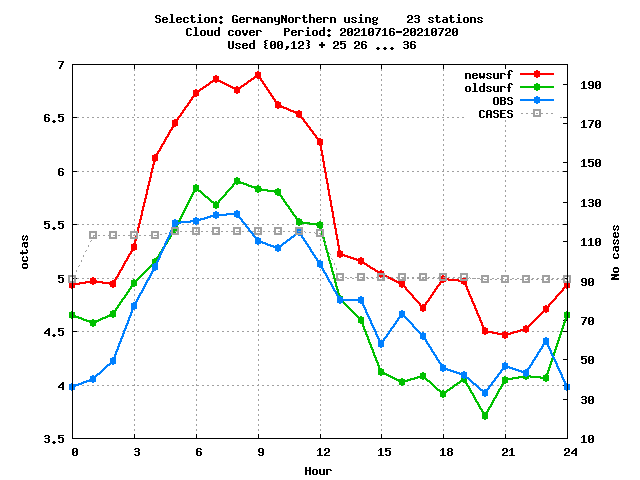 Selection: GermanyNorthern using    23 stations
Cloud cover   Period: 20210716-20210720
Used {00,12} + 25 26 ... 36
newsurf
oldsurf
OBS
CASES
octas
7
6.5
6
5.5
5
4.5
4
3.5
190
170
150
130
110
90
70
50
30
10
No cases
0 3 6 9 12 15 18 21 24
Hour